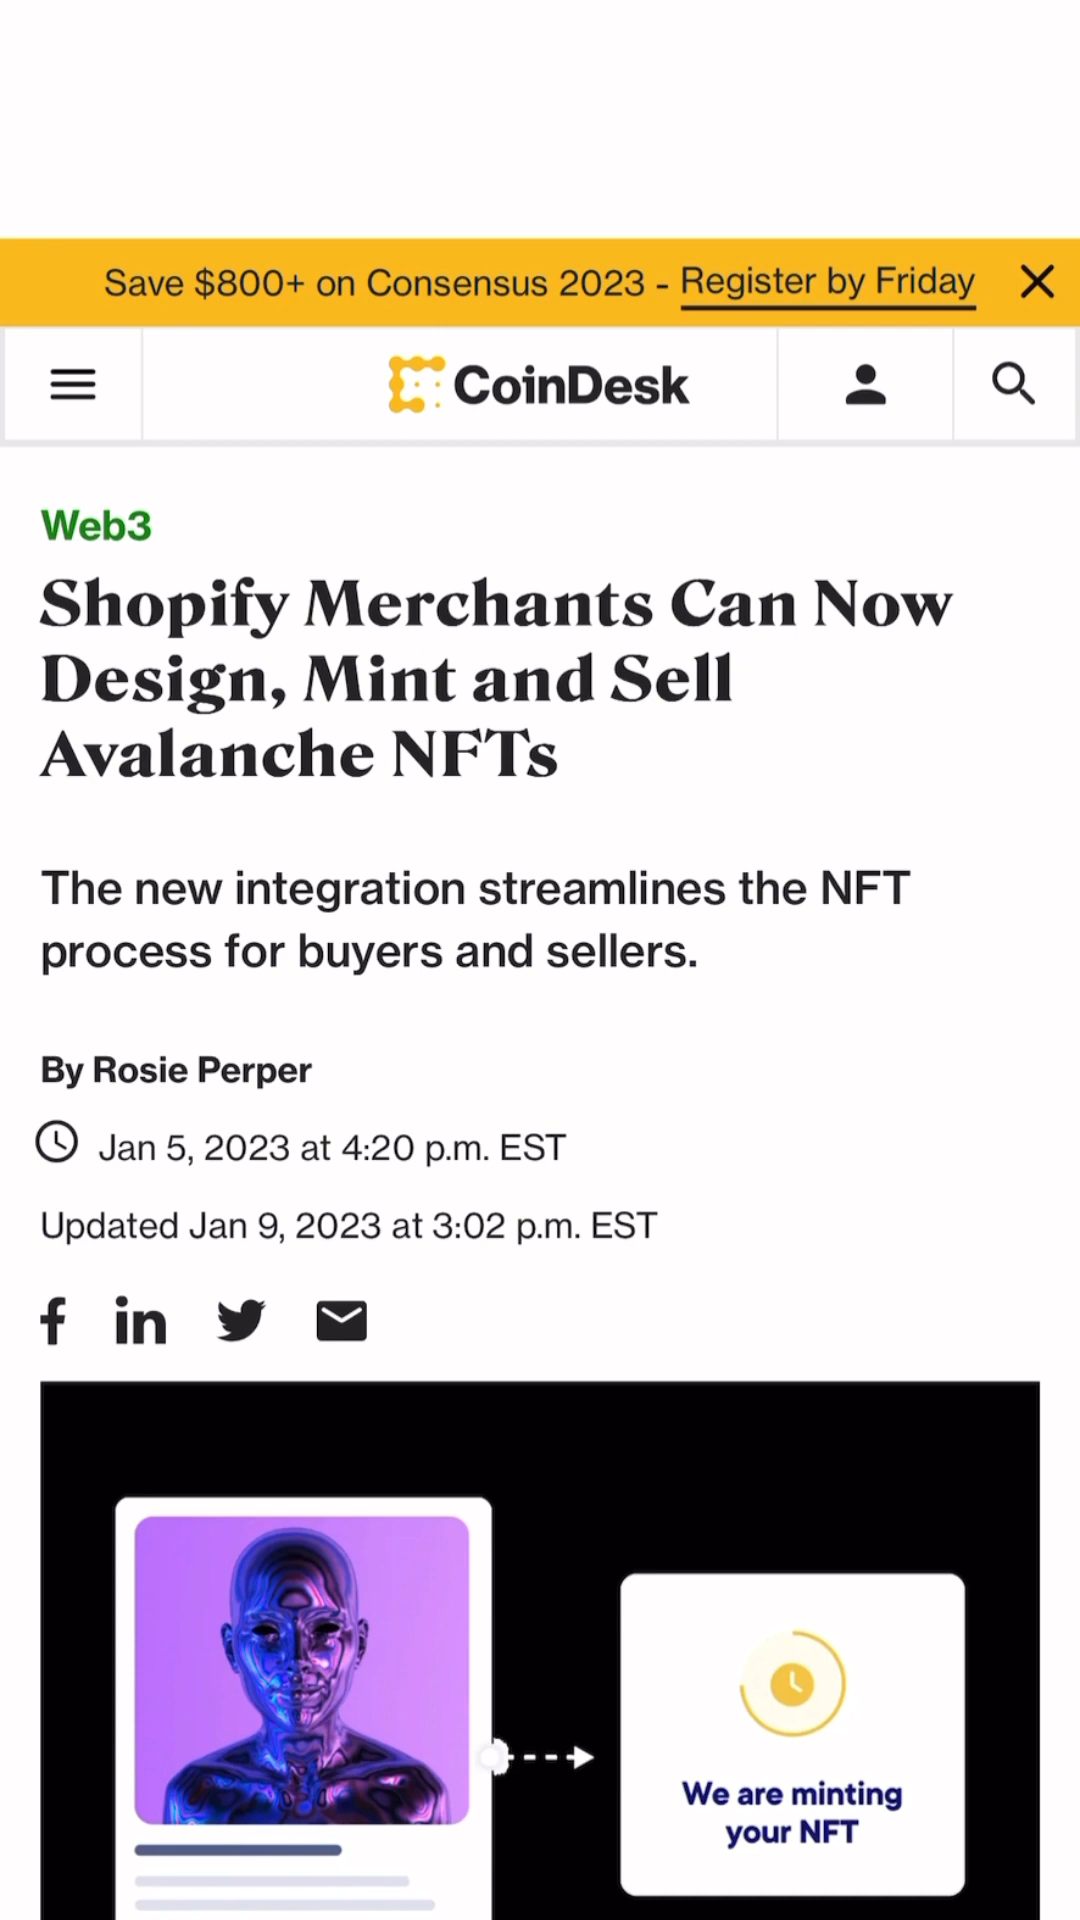 Save $800+ on Consensus 2023 - Register by Friday
CoinDesk
Web3
Shopify Merchants Can Now
Design, Mint and Sell
Avalanche NFTs
The new integration streamlines the NFT
process for buyers and sellers.
By Rosie Perper
Jan 5, 2023 at 4:20 p.m. EST
Updated Jan 9, 2023 at 3:02 p.m. EST
We are minting
your NFT